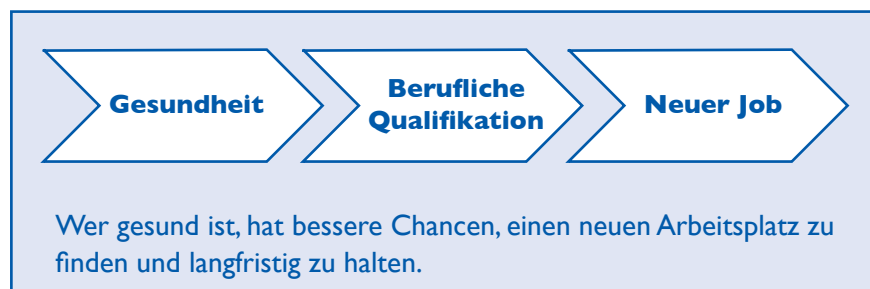 Gesundheit
Berufliche
Qualifikation
Neuer Job
Wer gesund ist, hat bessere Chancen, einen neuen Arbeitsplatz zu
finden und langfristig zu halten.